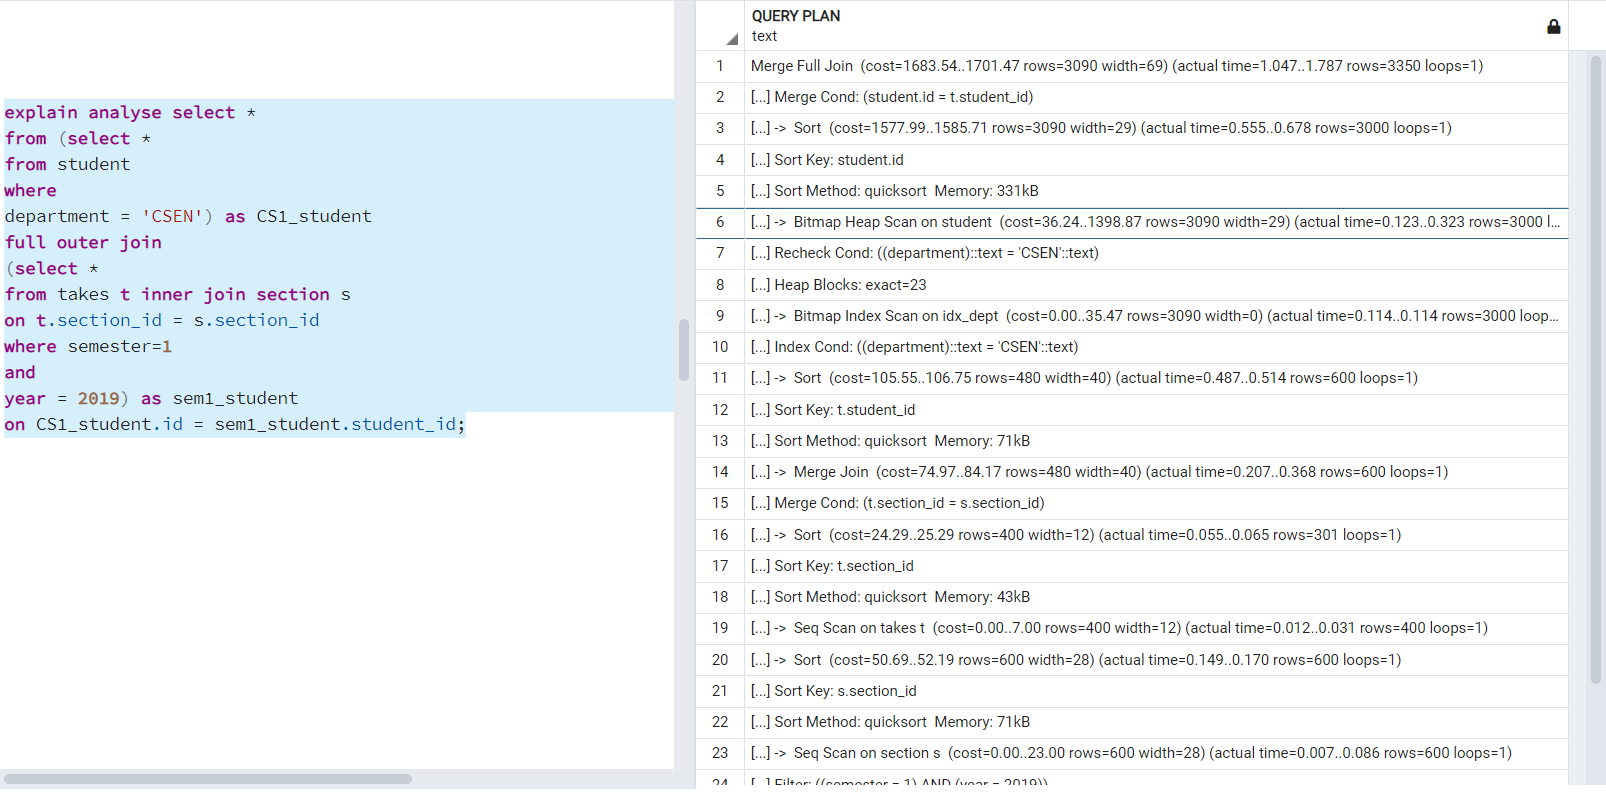 explain analyse select *
from (select *
from student
where
department = 'CSEN') as CS1_student
full outer join
(select *
from takes t inner join section s
on t.section_id = s.section_id
where semester=1
and
year = 2019) as sem1_student
on CS1_student.id = sem1_student.student_id;
QUERY PLAN
text
1 Merge Full Join (cost=1683.54..1701.47 rows=3090 width=69) (actual time=1.047..1.787 rows=3350 loops=1)
2 [...] Merge Cond: (student.id = t.student_id)
3 [...] -> Sort (cost=1577.99..1585.71 rows=3090 width=29) (actual time=0.555..0.678 rows=3000 loops=1)
4 [...] Sort Key: student.id
5 [...] Sort Method: quicksort Memory: 331kB
6 [...] -> Bitmap Heap Scan on student (cost=36.24..1398.87 rows=3090 width=29) (actual time=0.123..0.323 rows=3000 l...
7 [...] Recheck Cond: ((department)::text = 'CSEN'::text)
8 [...] Heap Blocks: exact=23
9 [...] -> Bitmap Index Scan on idx_dept (cost=0.00..35.47 rows=3090 width=0) (actual time=0.114..0.114 rows=3000 loop...
10 [...] Index Cond: ((department)::text = 'CSEN'::text)
11 [...] -> Sort (cost=105.55..106.75 rows=480 width=40) (actual time=0.487..0.514 rows=600 loops=1)
12 [...] Sort Key: t.student_id
13 [...] Sort Method: quicksort Memory: 71kB
14 [...] -> Merge Join (cost=74.97..84.17 rows=480 width=40) (actual time=0.207..0.368 rows=600 loops=1)
15 [...] Merge Cond: (t.section_id = s.section_id)
16 [...] -> Sort (cost=24.29..25.29 rows=400 width=12) (actual time=0.055..0.065 rows=301 loops=1)
17 [...] Sort Key: t.section_id
18 [...] Sort Method: quicksort Memory: 43kB
19 [...] -> Seq Scan on takes t (cost=0.00..7.00 rows=400 width=12) (actual time=0.012..0.031 rows=400 loops=1)
20 [...] -> Sort (cost=50.69..52.19 rows=600 width=28) (actual time=0.149..0.170 rows=600 loops=1)
21 [...] Sort Key: s.section_id
22 [...] Sort Method: quicksort Memory: 71kB
23 [...] -> Seq Scan on section s (cost=0.00..23.00 rows=600 width=28) (actual time=0.007..0.086 rows=600 loops=1)
24 [...] Filter: ((semester = 1) AND (year = 2019))